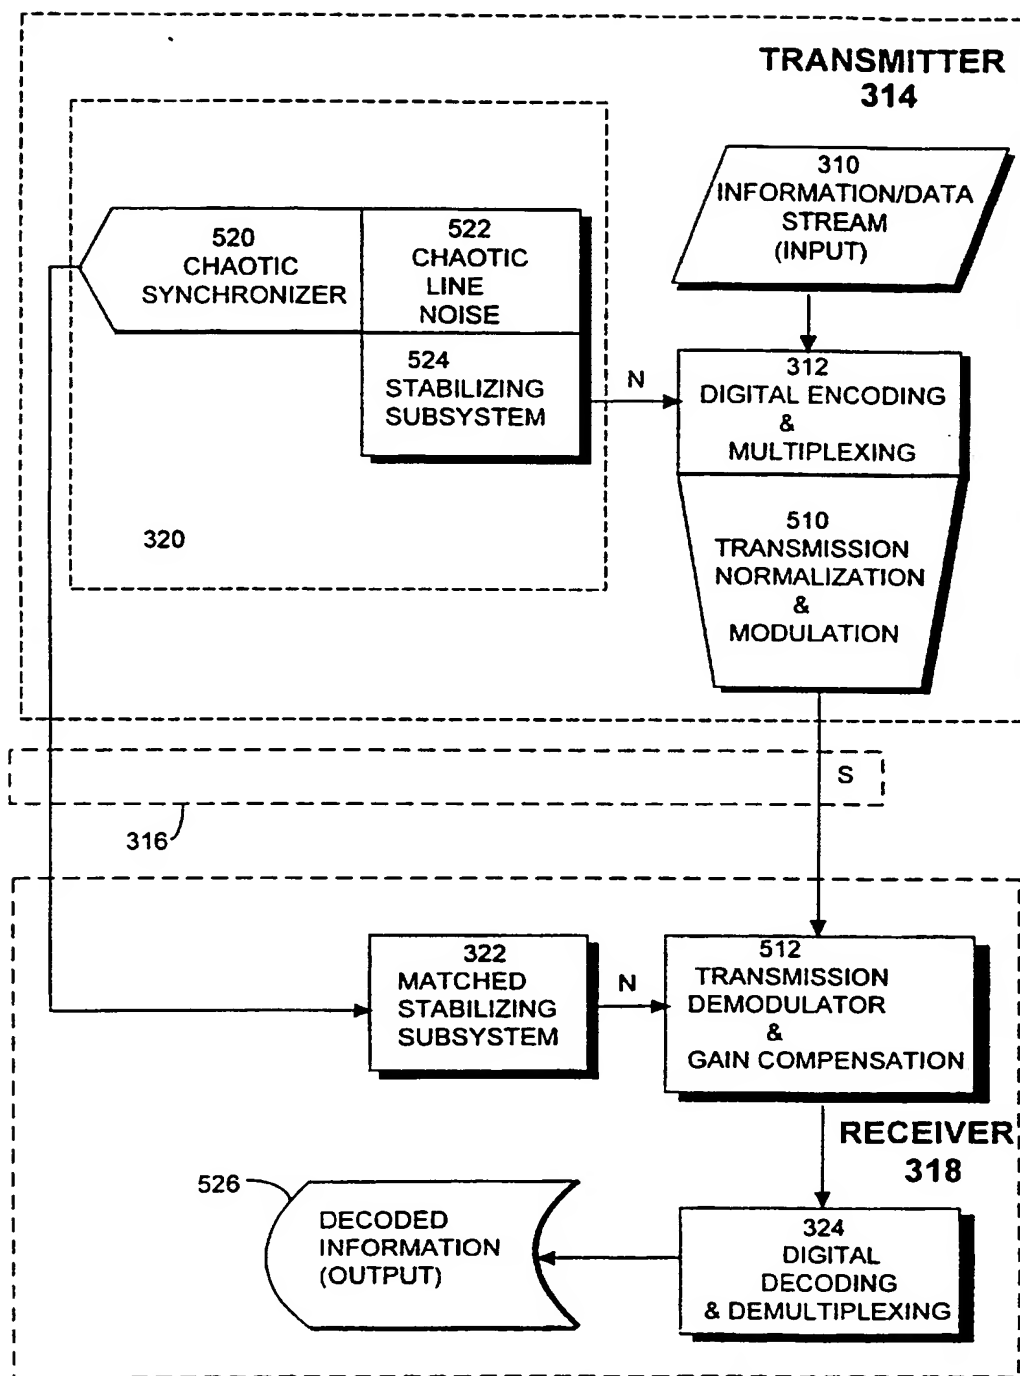 TRANSMITTER
314
310
INFORMATION/DATA
STREAM
(INPUT)
520
CHAOTIC
SYNCHRONIZER
522
CHAOTIC
LINE
NOISE
524
STABILIZING
SUBSYSTEM
N
312
DIGITAL ENCODING
&
MULTIPLEXING
320
510
TRANSMISSION
NORMALIZATION
&
MODULATION
S
316
322
MATCHED
STABILIZING
SUBSYSTEM
N
512
TRANSMISSION
DEMODULATOR
&
GAIN COMPENSATION
RECEIVER
318
526
DECODED
INFORMATION
(OUTPUT)
324
DIGITAL
DECODING
& DEMULTIPLEXING